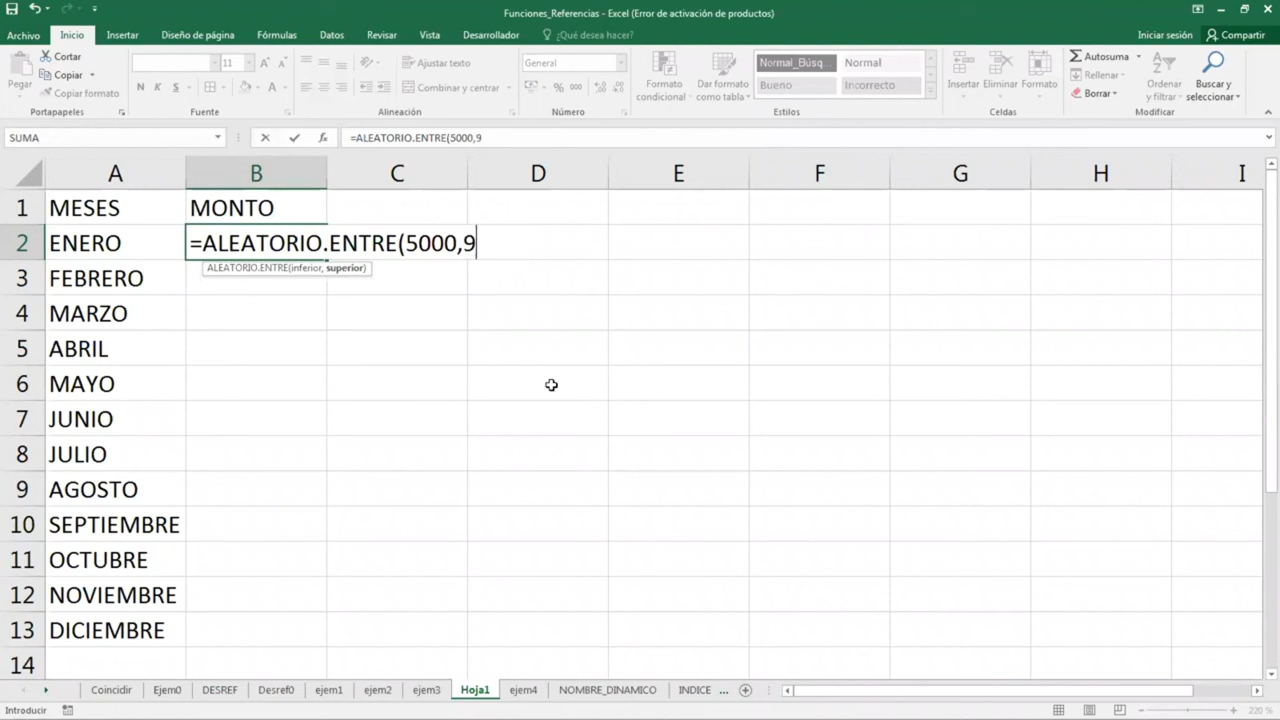 Funciones_Referencias - Excel (Error de activación de productos)
Archivo Inicio Insertar Diseño de página Fórmulas Datos Revisar Vista Desarrollador ¿Qué desea hacer? Iniciar sesión Compartir
Pegar
Cortar
Copiar
Copiar formato
Portapapeles
11
N K S
Fuente
Ajustar texto
Combinar y centrar
Alineación
General
% 000
Número
Formato condicional
Dar formato como tabla
Normal_Búsq... Normal
Bueno Incorrecto
Estilos
Insertar Eliminar Formato
Celdas
Autosuma
Rellenar
Borrar
Ordenar y filtrar
Buscar y seleccionar
Modificar
SUMA fx =ALEATORIO.ENTRE(5000,9
A B C D E F G H I
1 MESES MONTO
2 ENERO =ALEATORIO.ENTRE(5000,9
ALEATORIO.ENTRE(inferior, superior)
3 FEBRERO
4 MARZO
5 ABRIL
6 MAYO
7 JUNIO
8 JULIO
9 AGOSTO
10 SEPTIEMBRE
11 OCTUBRE
12 NOVIEMBRE
13 DICIEMBRE
14
Coincidir Ejem0 DESREF Desref0 ejem1 ejem2 ejem3 Hoja1 ejem4 NOMBRE_DINAMICO INDICE ...
Introducir 220 %